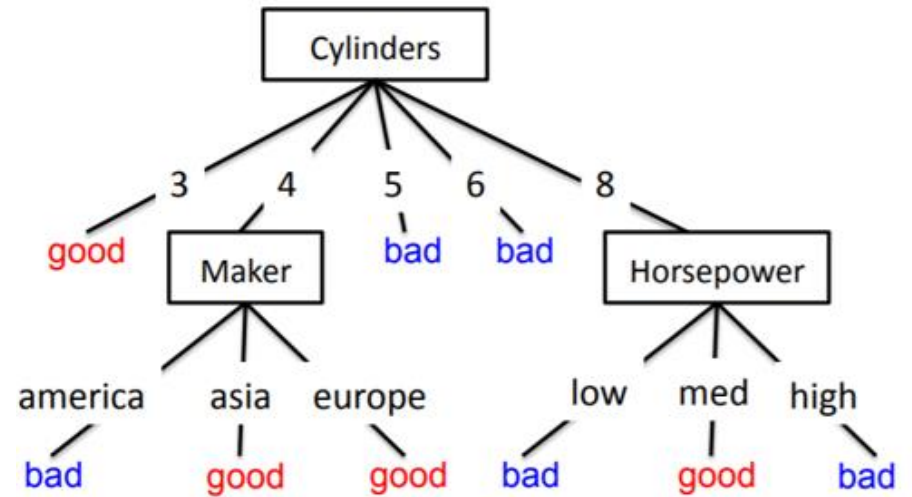 Cylinders
3 4 5 6 8
good bad bad
Maker Horsepower
america asia europe low med high
bad good good bad good bad